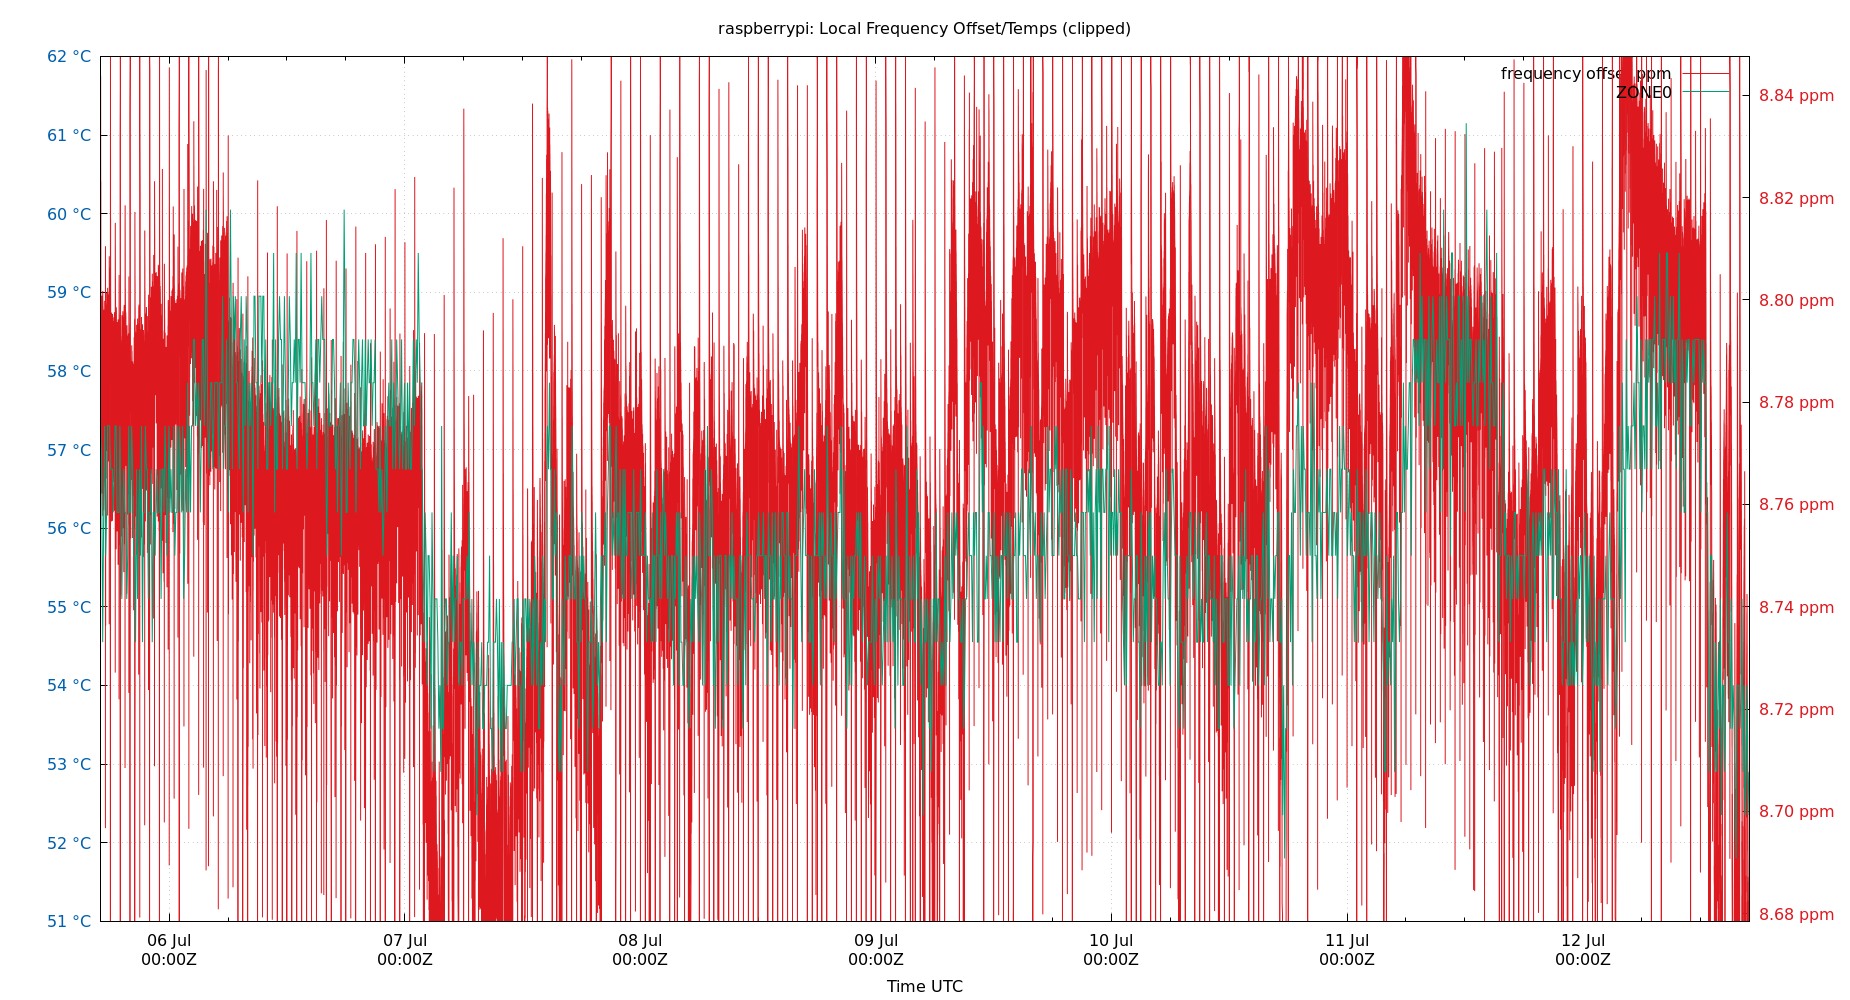 raspberrypi: Local Frequency Offset/Temps (clipped)
62 °C
61 °C
60 °C
59 °C
58 °C
57 °C
56 °C
55 °C
54 °C
53 °C
52 °C
51 °C
frequency offset ppm
ZONE0
8.84 ppm
8.82 ppm
8.80 ppm
8.78 ppm
8.76 ppm
8.74 ppm
8.72 ppm
8.70 ppm
8.68 ppm
06 Jul
00:00Z
07 Jul
00:00Z
08 Jul
00:00Z
09 Jul
00:00Z
10 Jul
00:00Z
11 Jul
00:00Z
12 Jul
00:00Z
Time UTC